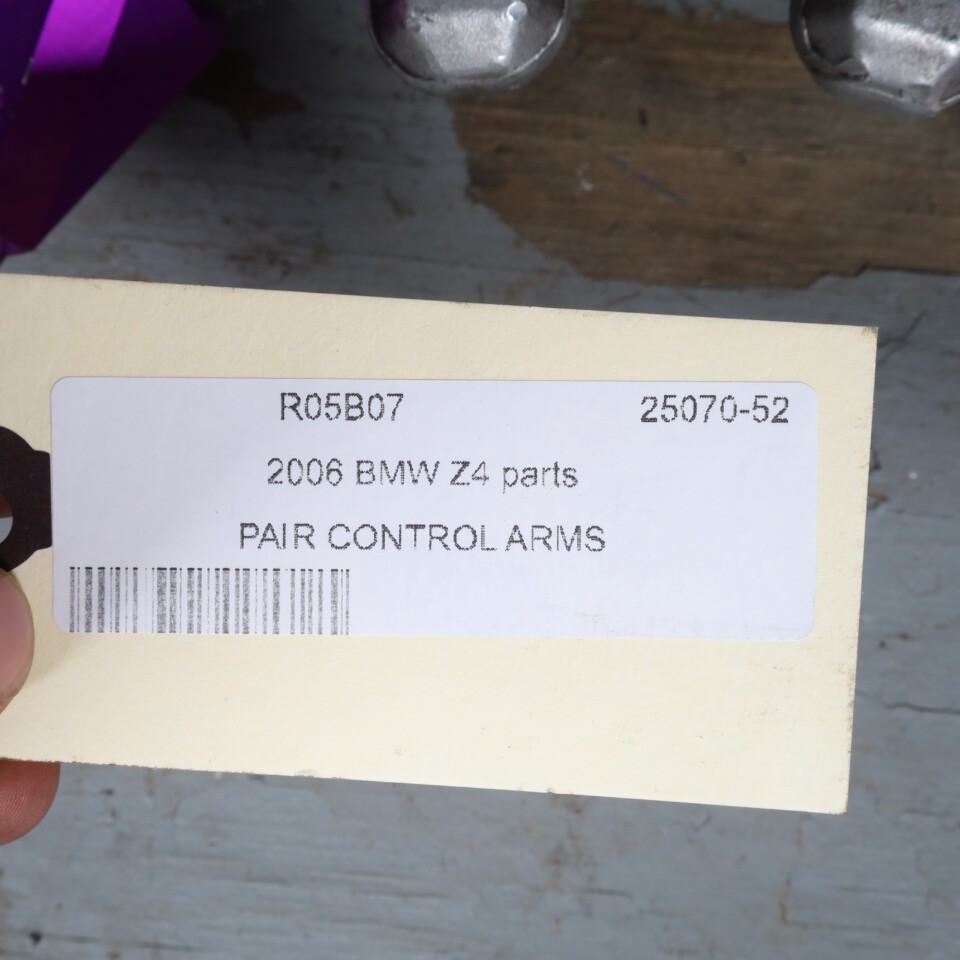 R05B07 25070-52
2006 BMW Z4 parts
PAIR CONTROL ARMS